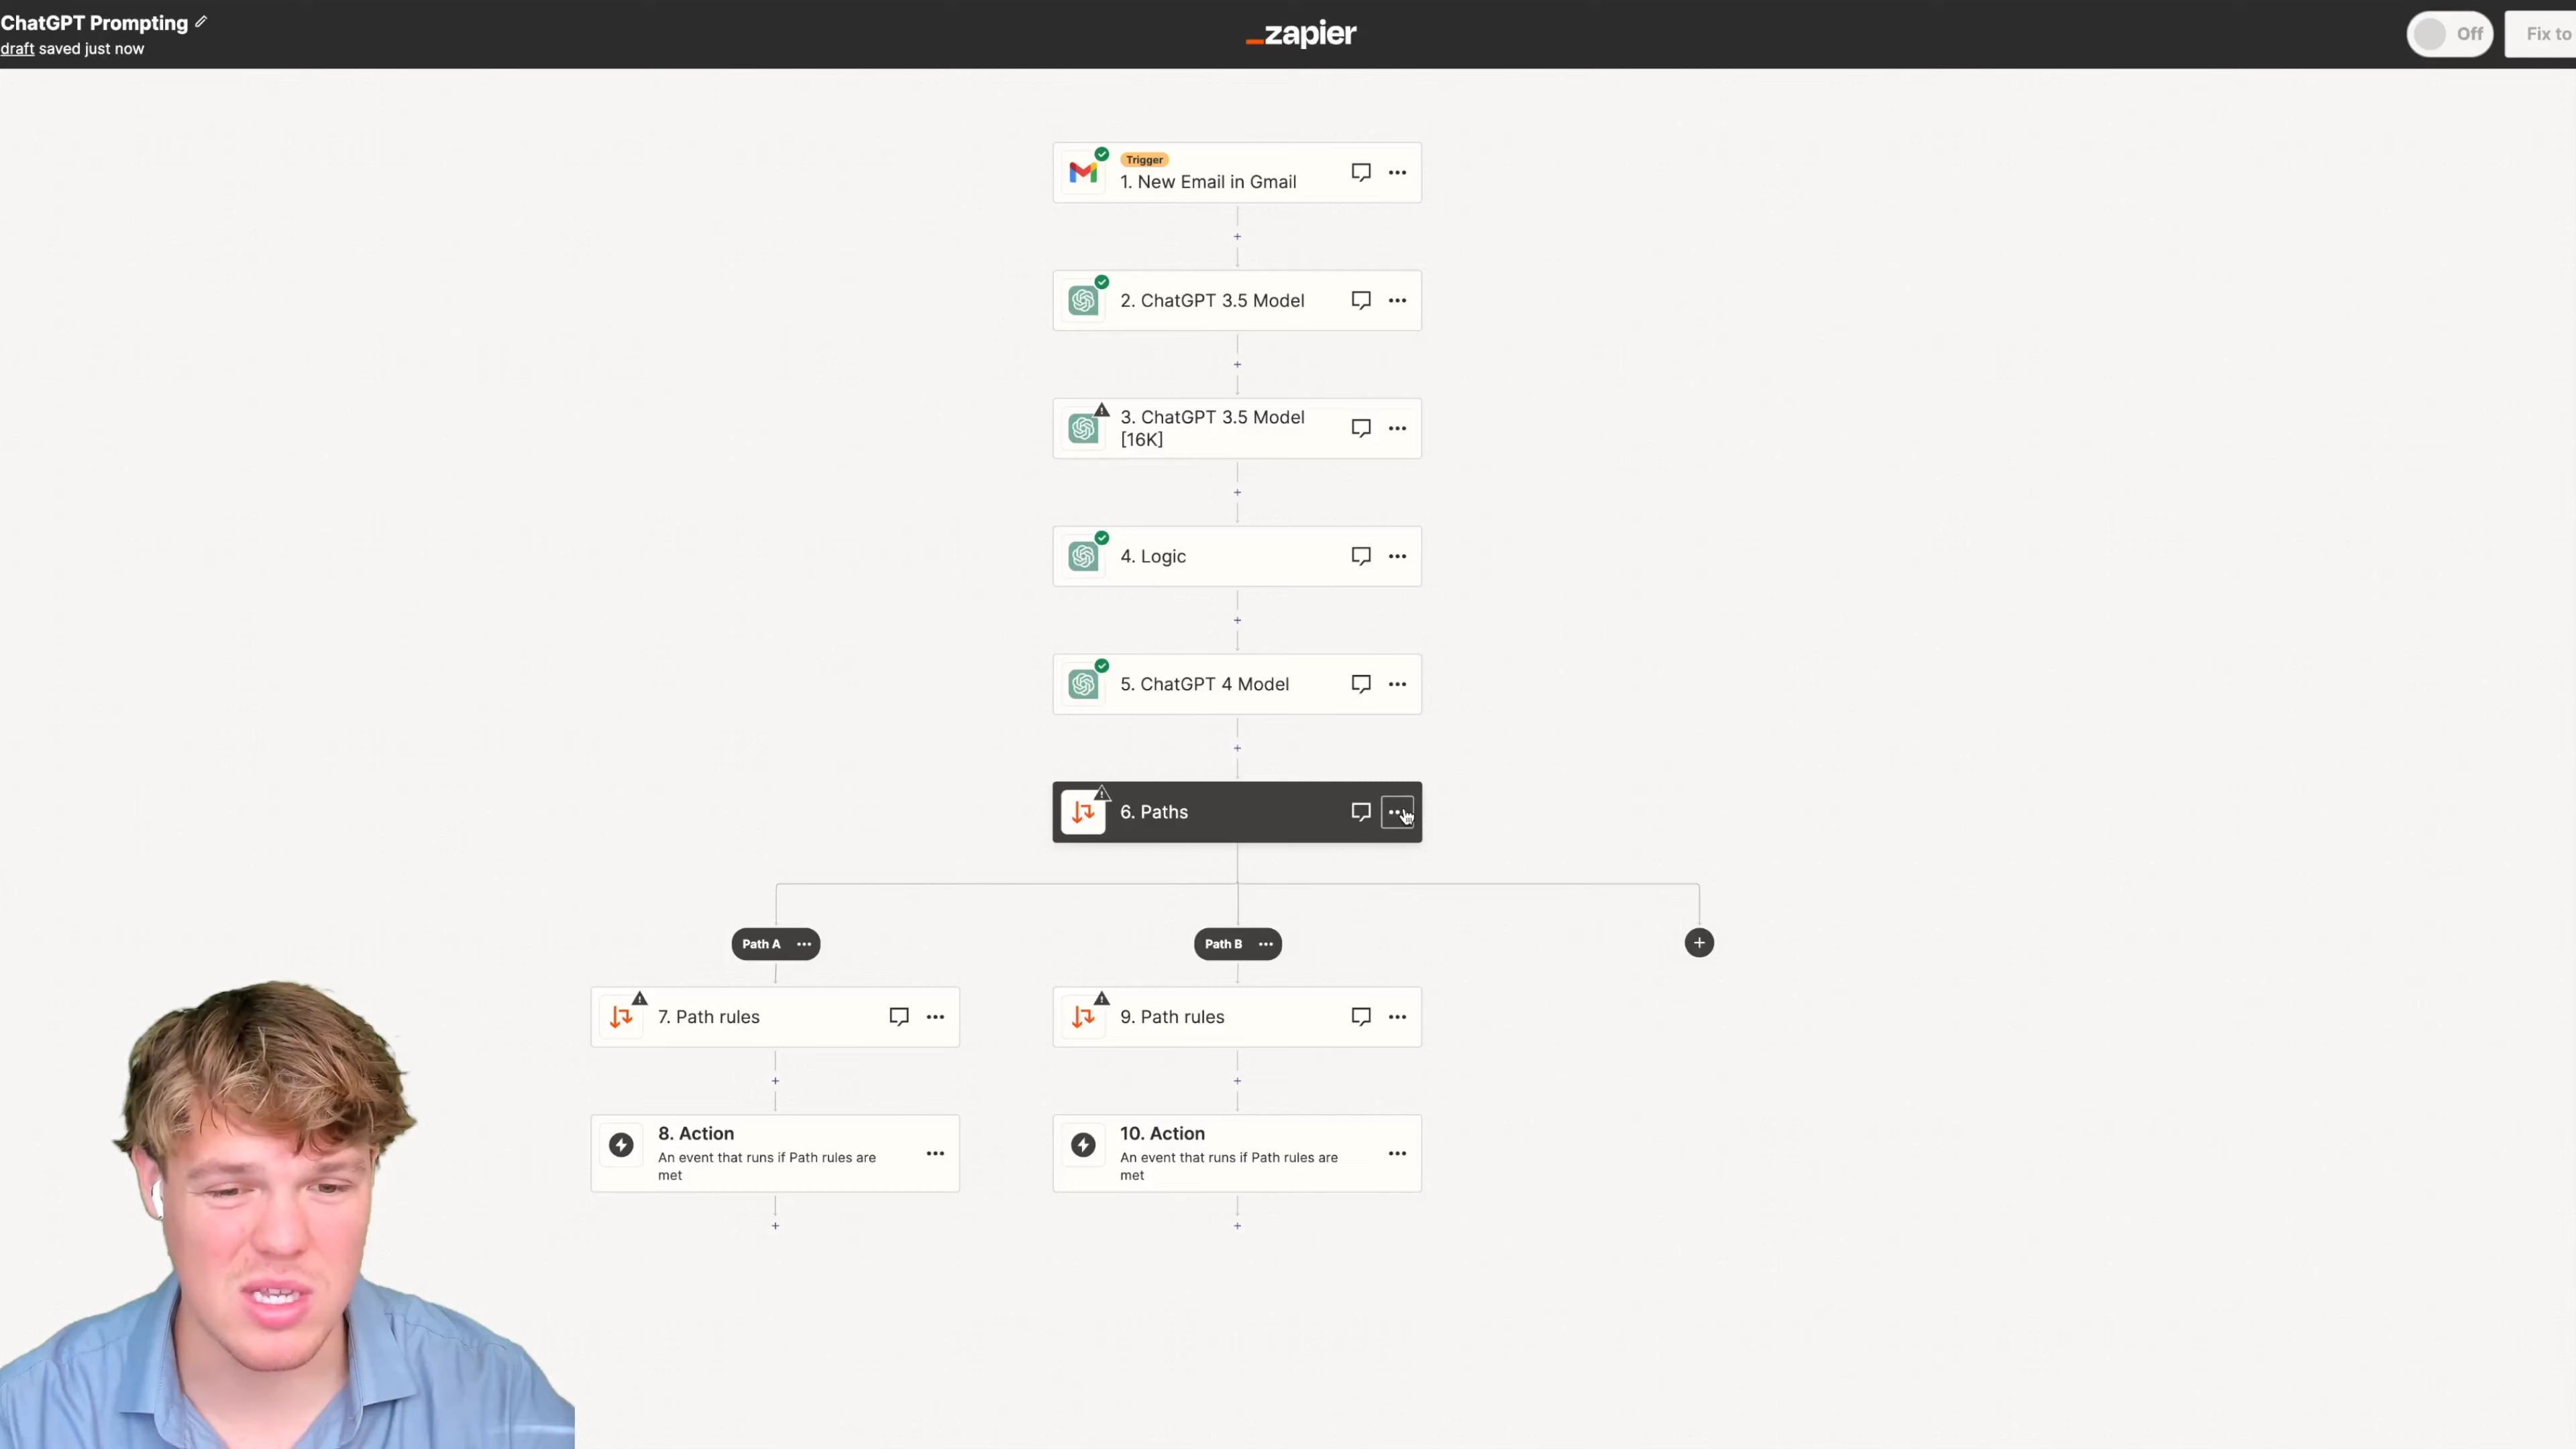 ChatGPT Prompting
draft saved just now
zapier
Off
Fix to
Trigger
1. New Email in Gmail
2. ChatGPT 3.5 Model
3. ChatGPT 3.5 Model
[16K]
4. Logic
5. ChatGPT 4 Model
6. Paths
Path A
Path B
7. Path rules
9. Path rules
8. Action
An event that runs if Path rules are
met
10. Action
An event that runs if Path rules are
met